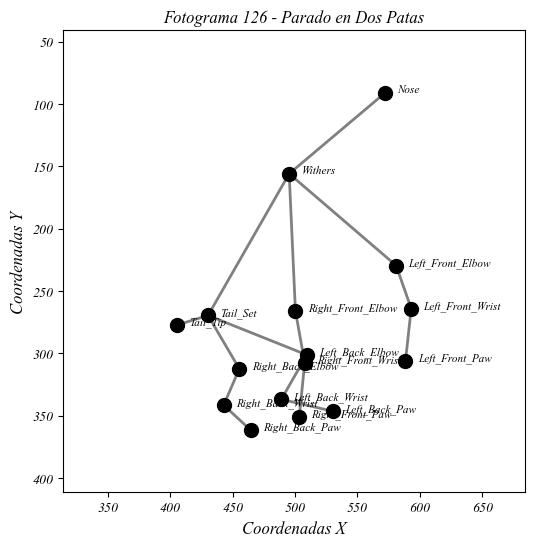 Fotograma 126 - Parado en Dos Patas
50
100
150
200
250
300
350
400
Coordenadas Y
Nose
Withers
Left_Front_Elbow
Tail_Set
Tail_Tip
Right_Front_Elbow
Left_Front_Wrist
Left_Back_Elbow
Right_Front_Wrist
Left_Front_Paw
Right_Back_Elbow
Left_Back_Wrist
Right_Back_Wrist
Left_Back_Paw
Right_Front_Paw
Right_Back_Paw
350
400
450
500
550
600
650
Coordenadas X